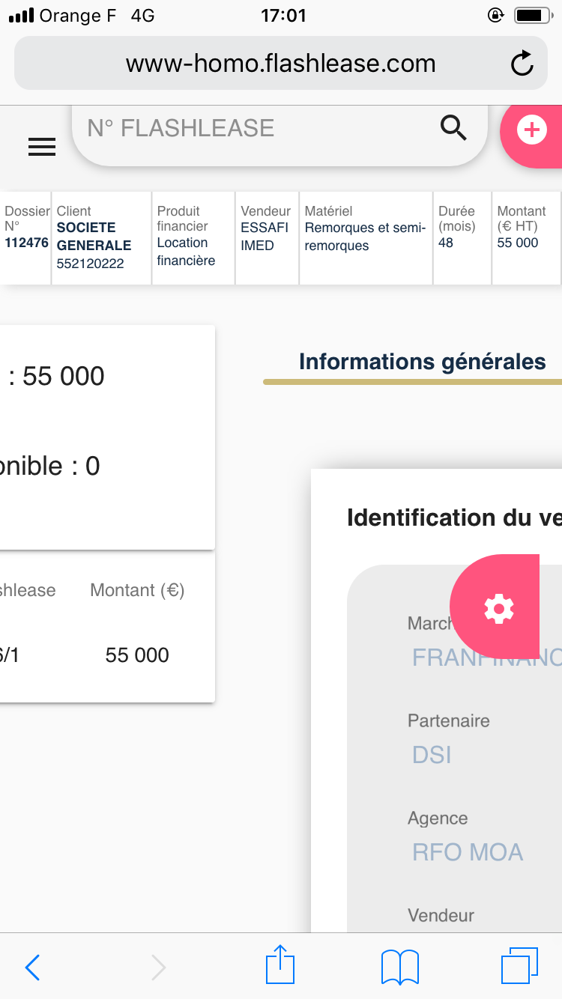 Orange F 4G 17:01
www-homo.flashlease.com
N° FLASHLEASE
Dossier
N°
112476
Client
SOCIETE
GENERALE
552120222
Produit
financier
Location
financière
Vendeur
ESSAFI
IMED
Matériel
Remorques et semi-
remorques
Durée
(mois)
48
Montant
(€ HT)
55 000
: 55 000
onible : 0
shlease Montant (€)
6/1 55 000
Informations générales
Identification du ve
March
FRANFINANC
Partenaire
DSI
Agence
RFO MOA
Vendeur